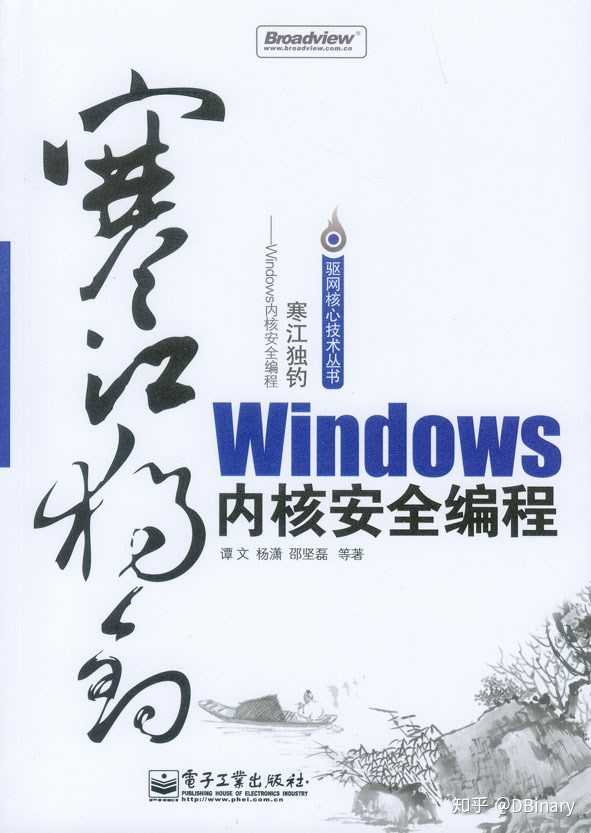 Broadview®
www.broadview.com.cn
寒江独钓
驱网核心技术丛书
寒江独钓
——Windows内核安全编程
Windows
内核安全编程
谭文 杨潇 邵坚磊 等著
電子工業出版社.
PUBLISHING HOUSE OF ELECTRONICS INDUSTRY
http://www.phei.com.cn
知乎 @DBinary